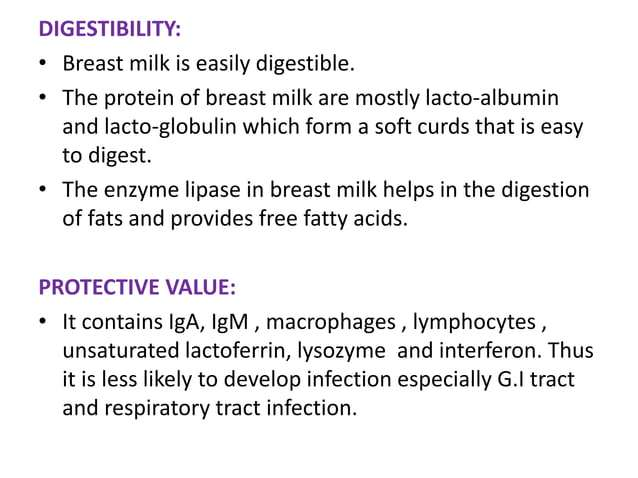 DIGESTIBILITY:
• Breast milk is easily digestible.
• The protein of breast milk are mostly lacto-albumin
and lacto-globulin which form a soft curds that is easy
to digest.
• The enzyme lipase in breast milk helps in the digestion
of fats and provides free fatty acids.
PROTECTIVE VALUE:
• It contains IgA, IgM , macrophages , lymphocytes ,
unsaturated lactoferrin, lysozyme  and interferon. Thus
it is less likely to develop infection especially G.I tract
and respiratory tract infection.